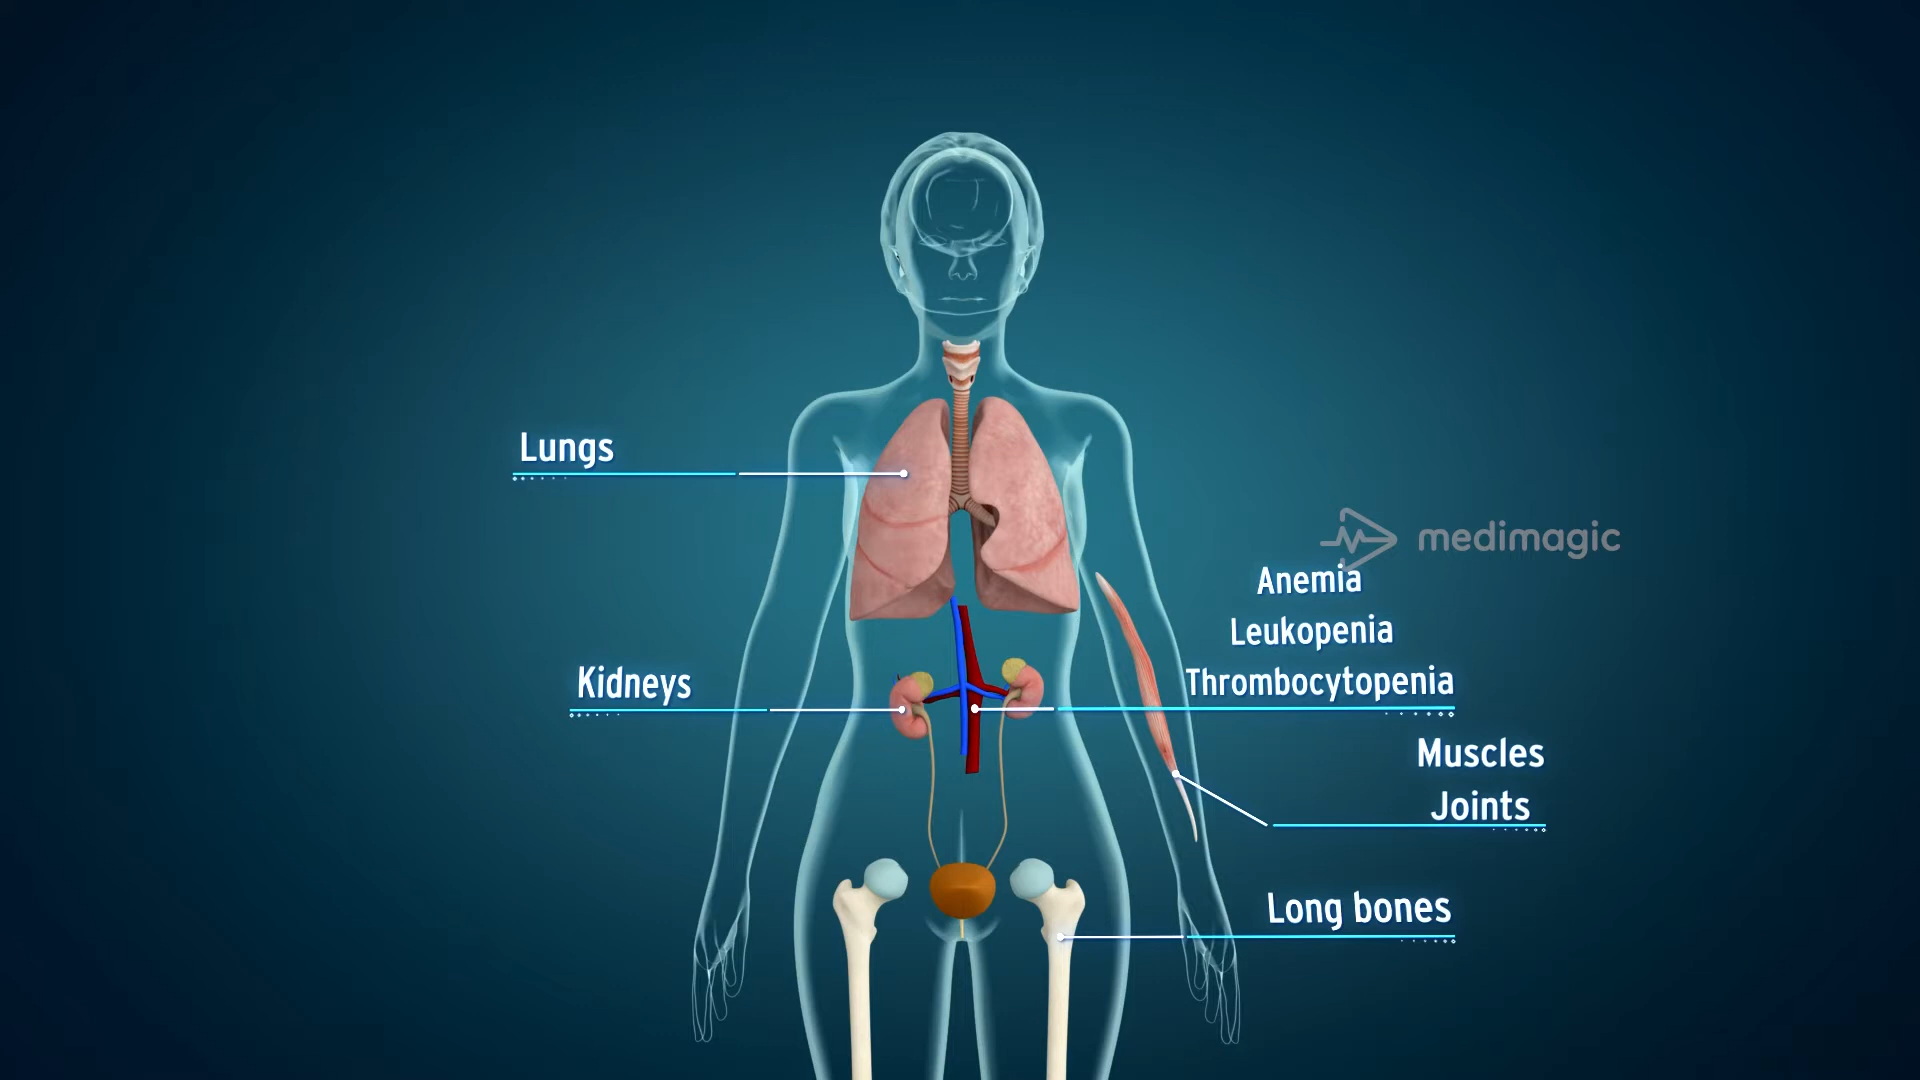 Lungs
medimagic
Anemia
Leukopenia
Kidneys
Thrombocytopenia
Muscles
Joints
Long bones